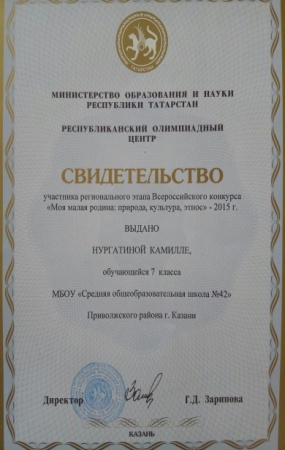 МИНИСТЕРСТВО ОБРАЗОВАНИЯ И НАУКИ
РЕСПУБЛИКИ ТАТАРСТАН
РЕСПУБЛИКАНСКИЙ ОЛИМПИАДНЫЙ
ЦЕНТР
СВИДЕТЕЛЬСТВО
участника регионального этапа Всероссийского конкурса
«Моя малая родина: природа, культура, этнос» - 2015 г.
ВЫДАНО
НУРГАТИНОЙ КАМИЛЛЕ,
обучающейся 7 класса
МБОУ «Средняя общеобразовательная школа №42»
Приволжского района г. Казани
Директор
Г.Д. Зарипова
КАЗАНЬ